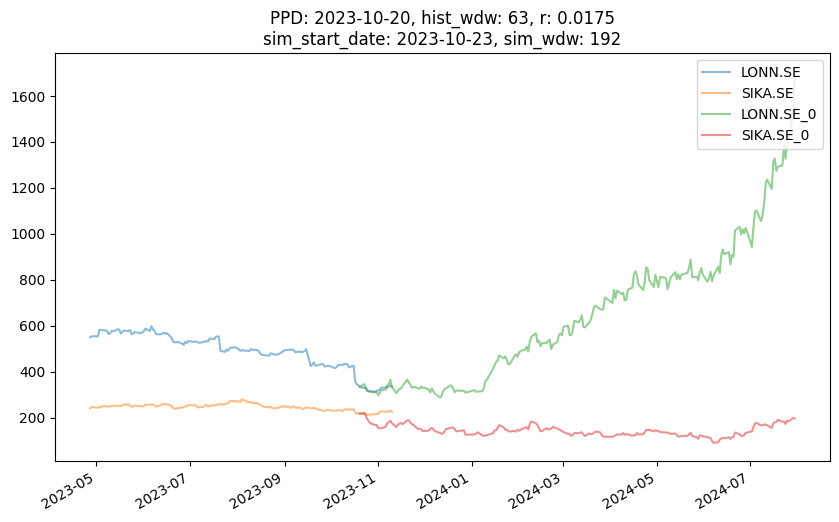 PPD: 2023-10-20, hist_wdw: 63, r: 0.0175
sim_start_date: 2023-10-23, sim_wdw: 192
LONN.SE
SIKA.SE
LONN.SE_0
SIKA.SE_0
1600
1400
1200
1000
800
600
400
200
2023-05
2023-07
2023-09
2023-11
2024-01
2024-03
2024-05
2024-07